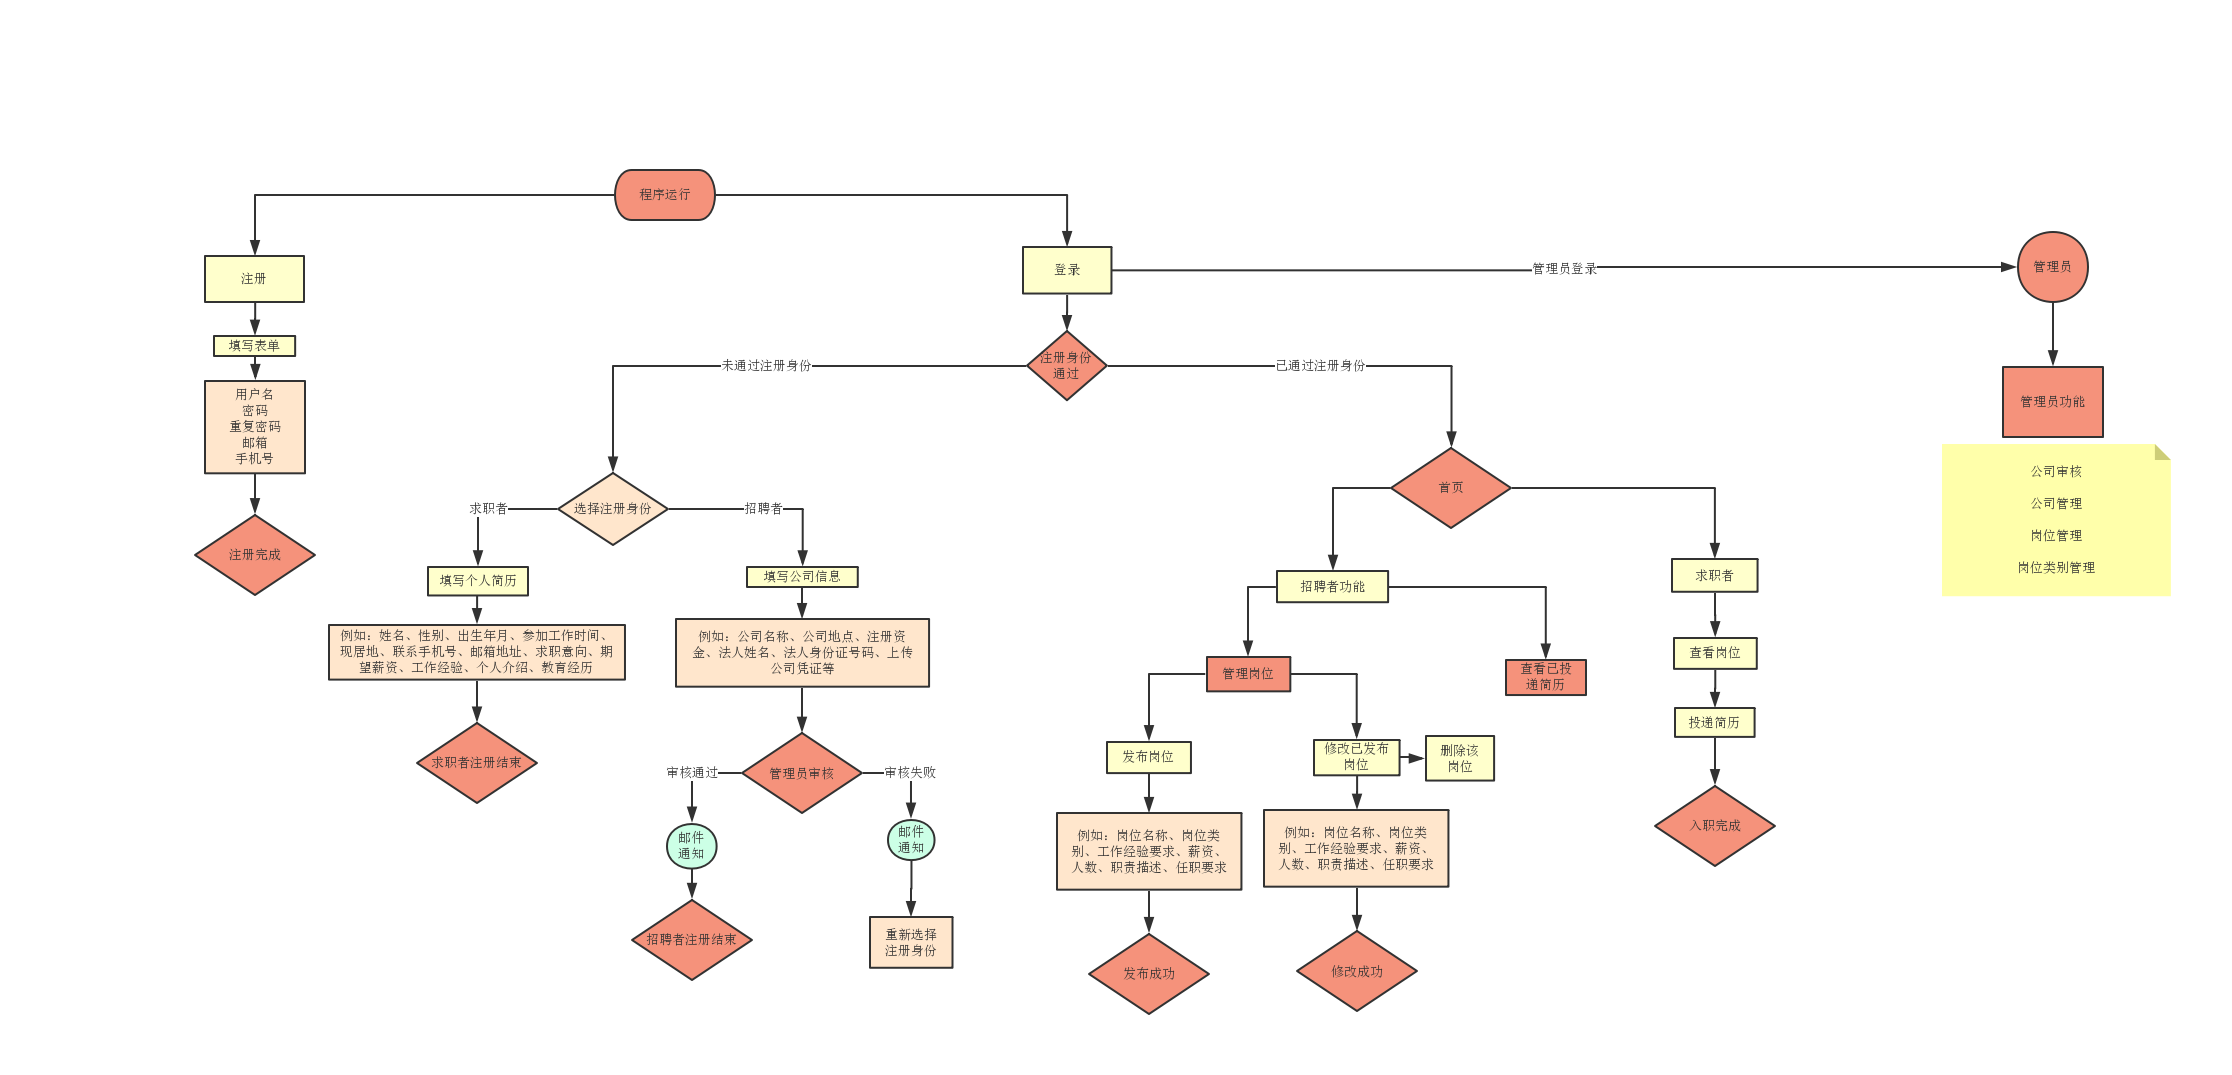 程序运行
注册
登录
管理员登录
管理员
填写表单
用户名
密码
重复密码
邮箱
手机号
注册完成
注册身份
通过
未通过注册身份
已通过注册身份
管理员功能
公司审核
公司管理
岗位管理
岗位类别管理
选择注册身份
求职者
招聘者
填写个人简历
例如：姓名、性别、出生年月、参加工作时间、
现居地、联系手机号、邮箱地址、求职意向、期
望薪资、工作经验、个人介绍、教育经历
求职者注册结束
填写公司信息
例如：公司名称、公司地点、注册资
金、法人姓名、法人身份证号码、上传
公司凭证等
管理员审核
审核通过
审核失败
邮件
通知
邮件
通知
招聘者注册结束
重新选择
注册身份
首页
招聘者功能
管理岗位
查看已投
递简历
发布岗位
修改已发布
岗位
删除该
岗位
例如：岗位名称、岗位类
别、工作经验要求、薪资、
人数、职责描述、任职要求
例如：岗位名称、岗位类
别、工作经验要求、薪资、
人数、职责描述、任职要求
发布成功
修改成功
求职者
查看岗位
投递简历
入职完成